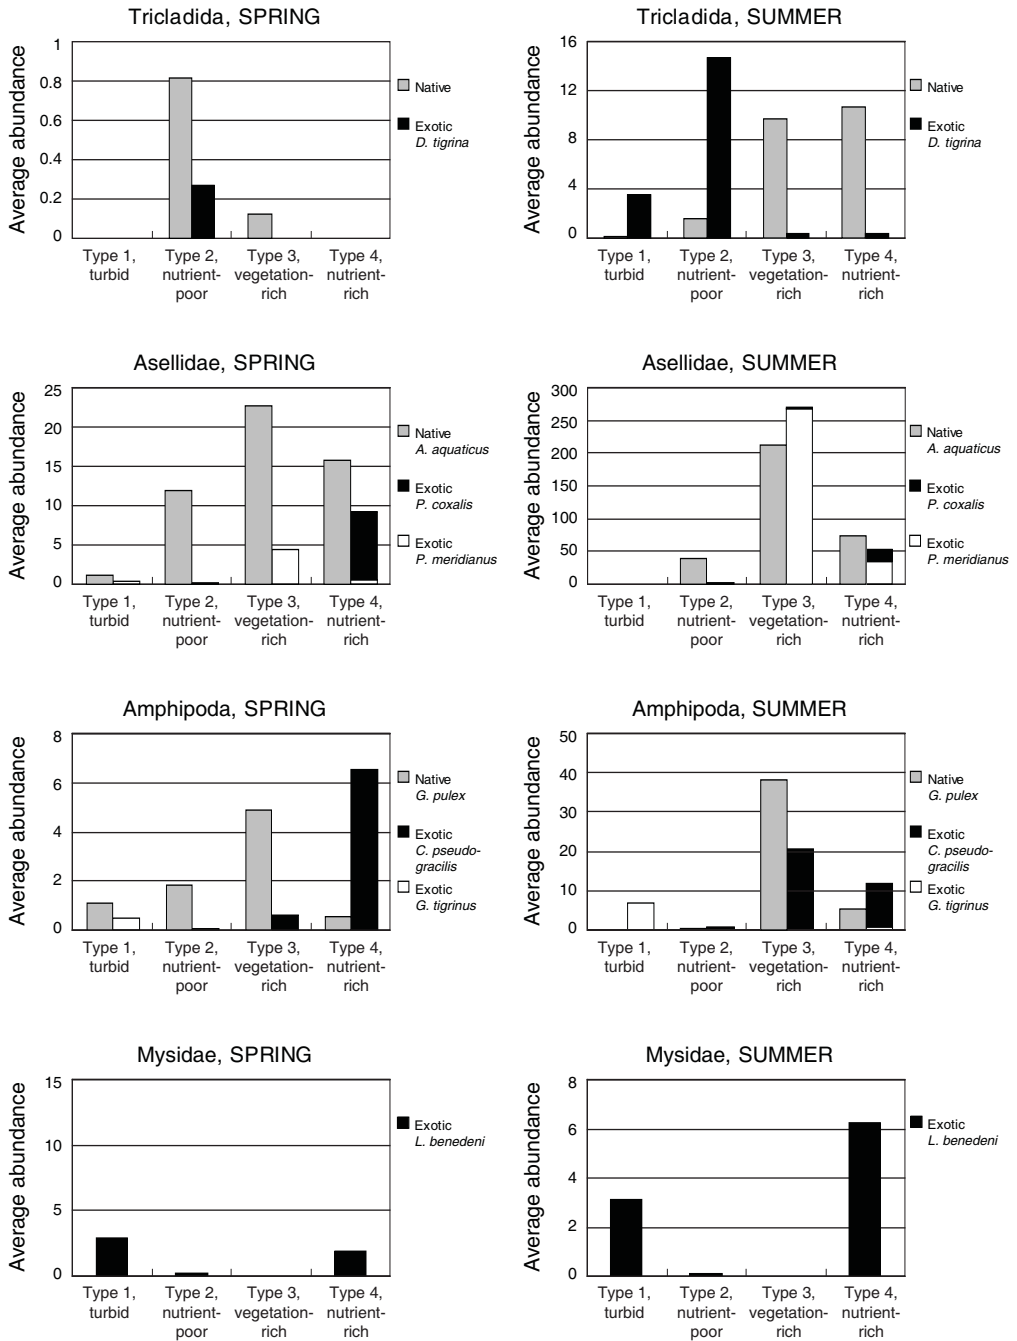 Tricladida, SPRING
Average abundance
1
0.8
0.6
0.4
0.2
0
Type 1,
turbid
Type 2,
nutrient-
poor
Type 3,
vegetation-
rich
Type 4,
nutrient-
rich
Native
Exotic
D. tigrina
Tricladida, SUMMER
Average abundance
16
12
8
4
0
Type 1,
turbid
Type 2,
nutrient-
poor
Type 3,
vegetation-
rich
Type 4,
nutrient-
rich
Native
Exotic
D. tigrina
Asellidae, SPRING
Average abundance
25
20
15
10
5
0
Type 1,
turbid
Type 2,
nutrient-
poor
Type 3,
vegetation-
rich
Type 4,
nutrient-
rich
Native
A. aquaticus
Exotic
P. coxalis
Exotic
P. meridianus
Asellidae, SUMMER
Average abundance
300
250
200
150
100
50
0
Type 1,
turbid
Type 2,
nutrient-
poor
Type 3,
vegetation-
rich
Type 4,
nutrient-
rich
Native
A. aquaticus
Exotic
P. coxalis
Exotic
P. meridianus
Amphipoda, SPRING
Average abundance
8
6
4
2
0
Type 1,
turbid
Type 2,
nutrient-
poor
Type 3,
vegetation-
rich
Type 4,
nutrient-
rich
Native
G. pulex
Exotic
C. pseudo-
gracilis
Exotic
G. tigrinus
Amphipoda, SUMMER
Average abundance
50
40
30
20
10
0
Type 1,
turbid
Type 2,
nutrient-
poor
Type 3,
vegetation-
rich
Type 4,
nutrient-
rich
Native
G. pulex
Exotic
C. pseudo-
gracilis
Exotic
G. tigrinus
Mysidae, SPRING
Average abundance
15
10
5
0
Type 1,
turbid
Type 2,
nutrient-
poor
Type 3,
vegetation-
rich
Type 4,
nutrient-
rich
Exotic
L. benedeni
Mysidae, SUMMER
Average abundance
8
6
4
2
0
Type 1,
turbid
Type 2,
nutrient-
poor
Type 3,
vegetation-
rich
Type 4,
nutrient-
rich
Exotic
L. benedeni